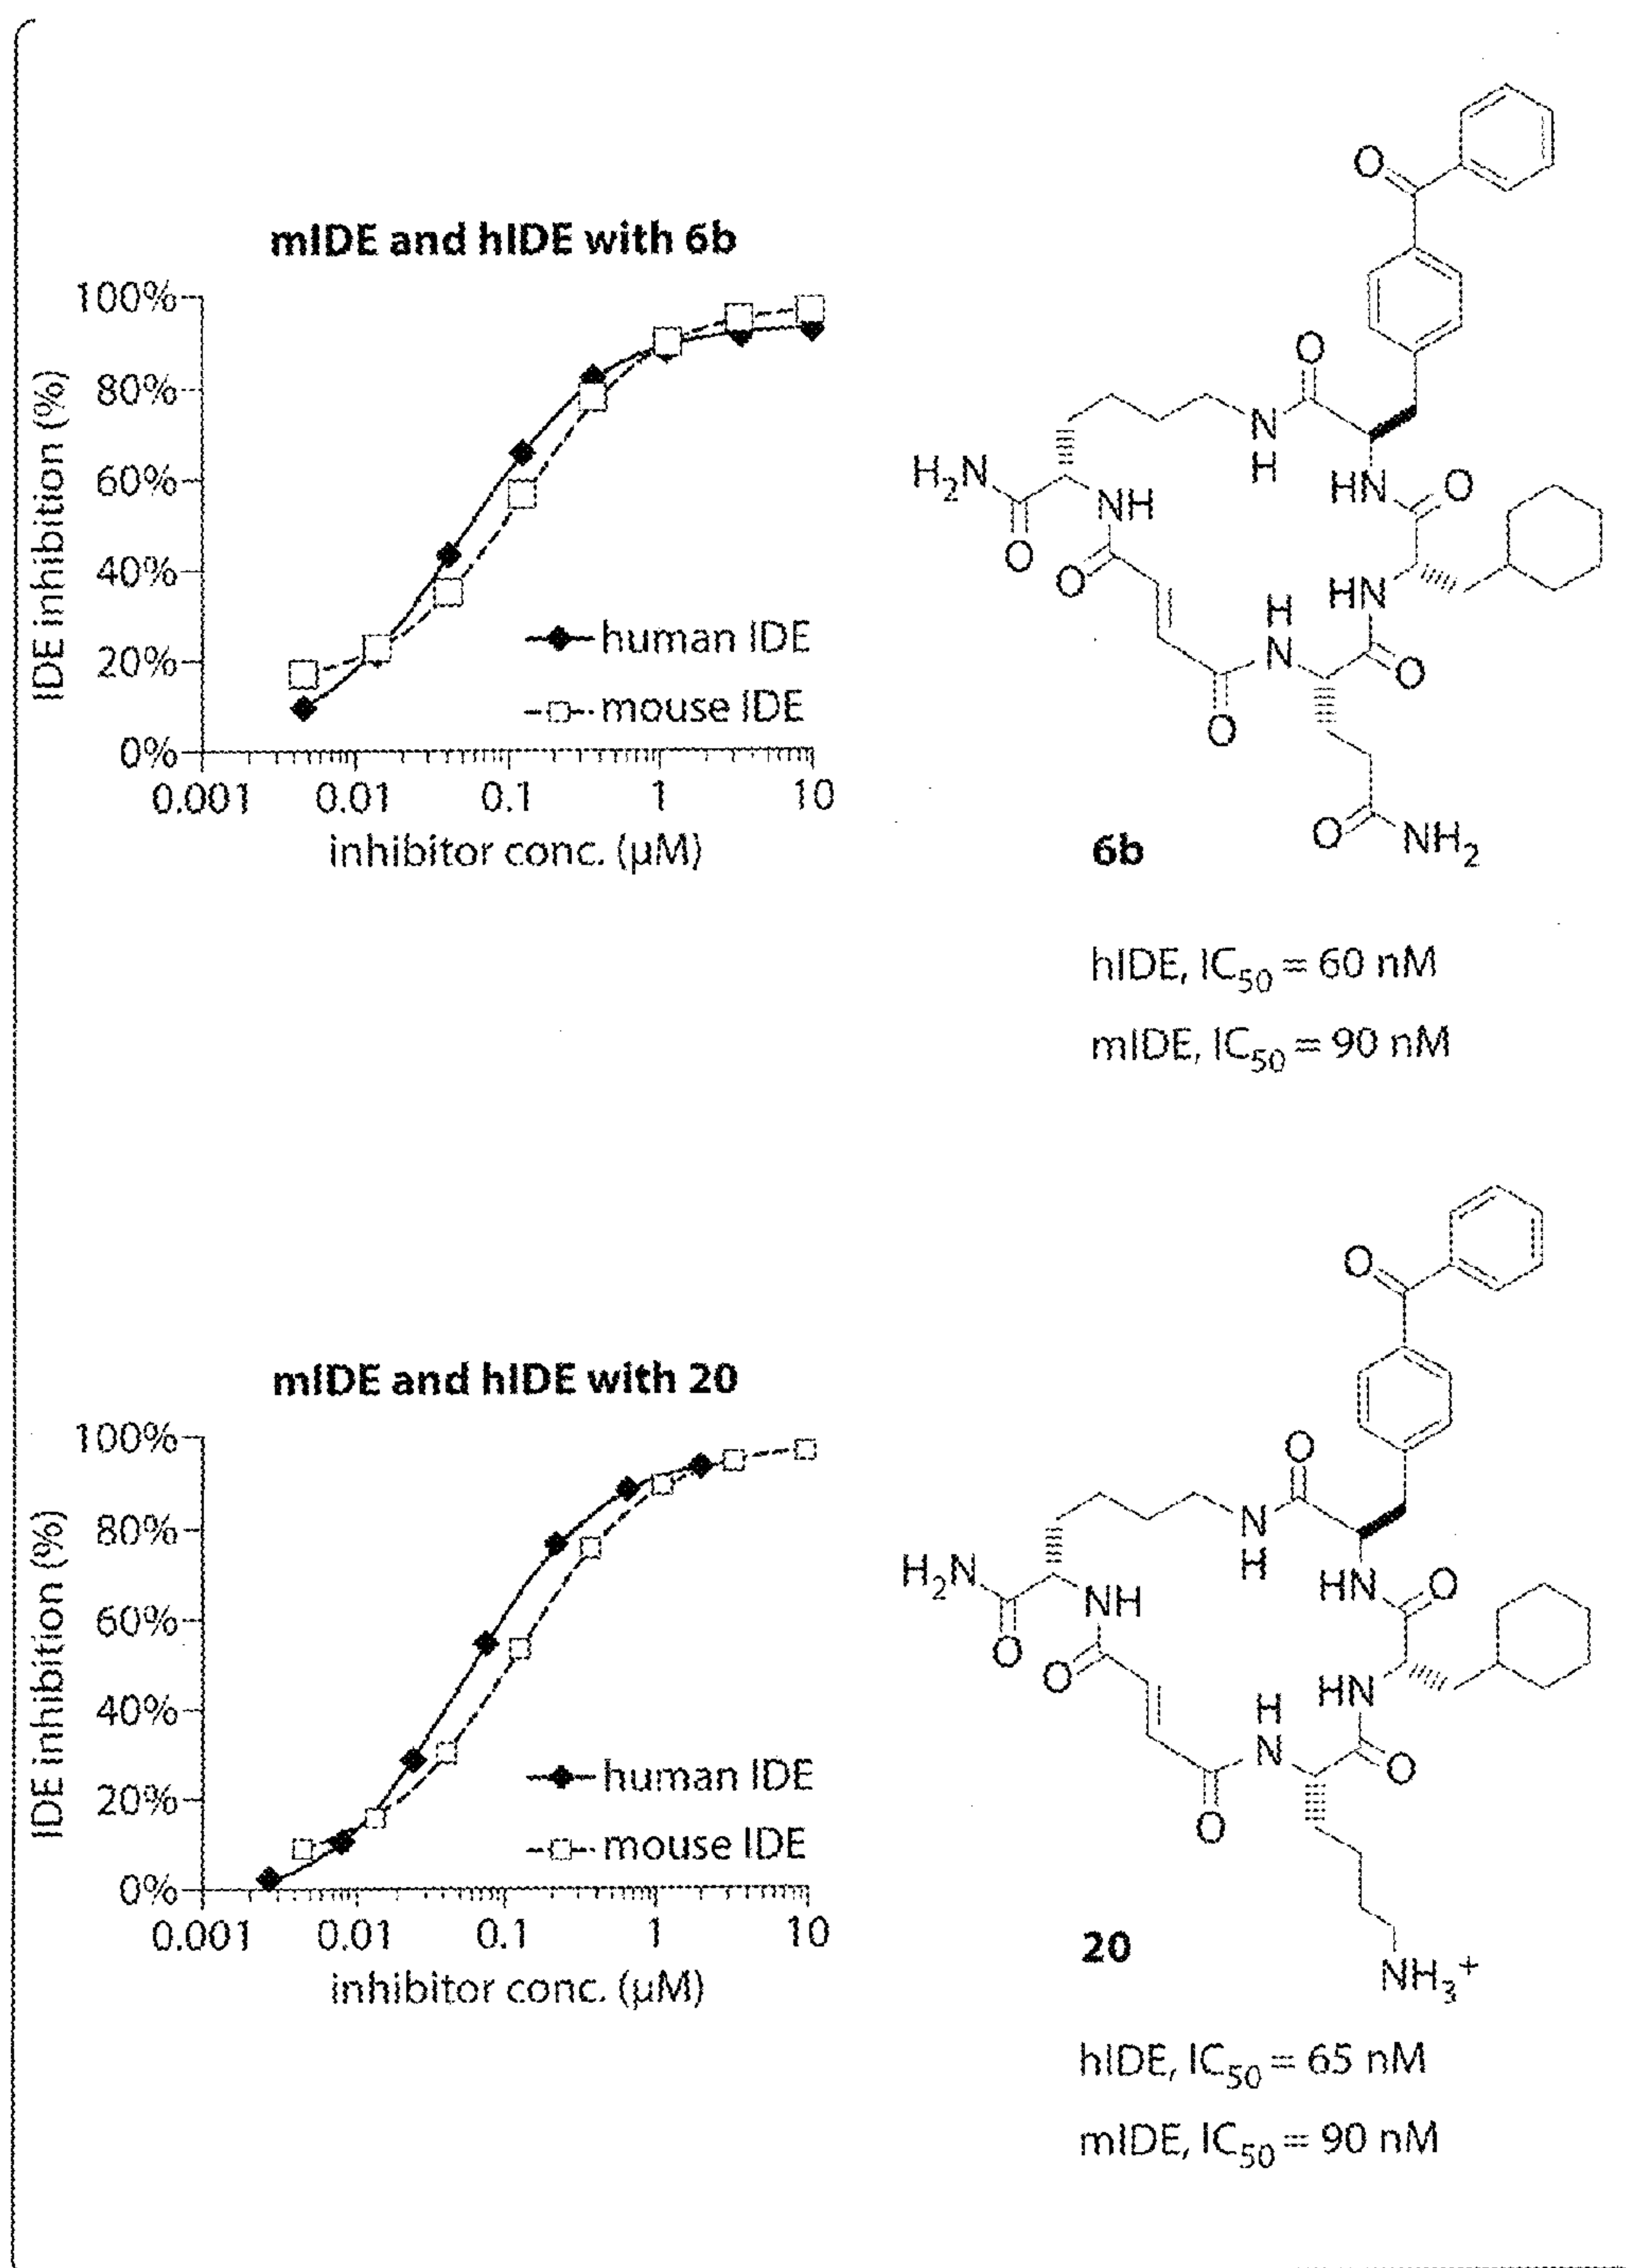 mIDE and hIDE with 6b
100%
80%
60%
40%
20%
0%
IDE inhibition (%)
human IDE
mouse IDE
0.001 0.01 0.1 1 10
inhibitor conc. (µM)
O
O
N
H
H2N
O
NH
HN
O
O
HN
H
N
O
O
O
NH2
6b
hIDE, IC50 = 60 nM
mIDE, IC50 = 90 nM
mIDE and hIDE with 20
100%
80%
60%
40%
20%
0%
IDE inhibition (%)
human IDE
mouse IDE
0.001 0.01 0.1 1 10
inhibitor conc. (µM)
O
O
N
H
H2N
O
NH
HN
O
O
HN
H
N
O
O
NH3+
20
hIDE, IC50 = 65 nM
mIDE, IC50 = 90 nM